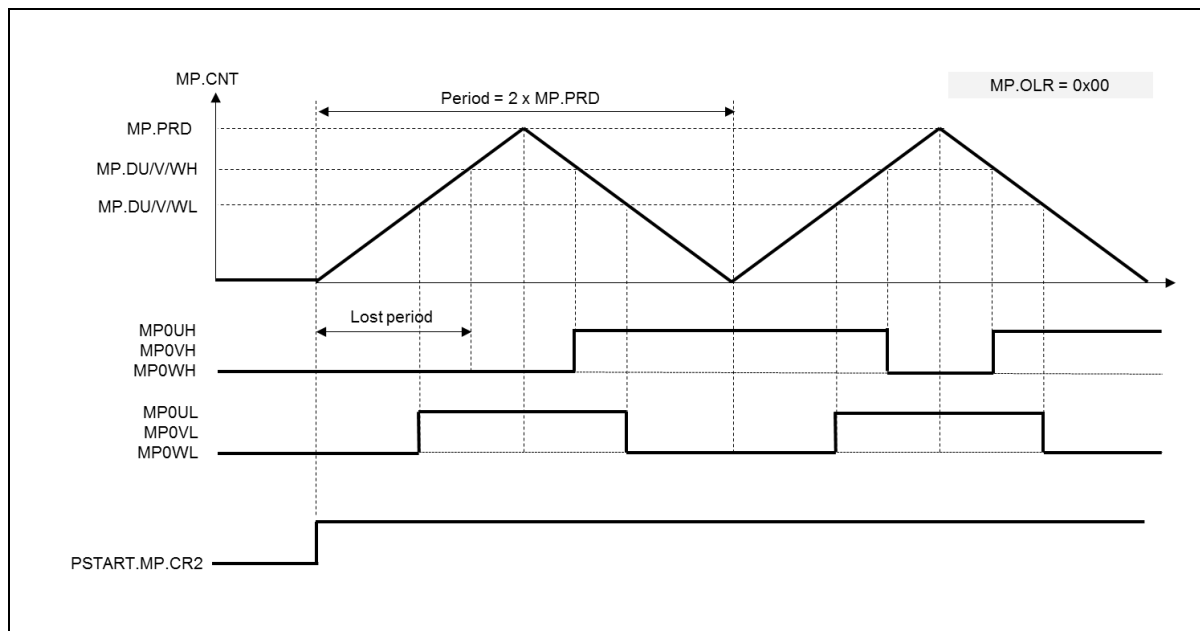 MP.CNT
MP.OLR = 0x00
Period = 2 x MP.PRD
MP.PRD
MP.DU/V/WH
MP.DU/V/WL
Lost period
MP0UH
MP0VH
MP0WH
MP0UL
MP0VL
MP0WL
PSTART.MP.CR2